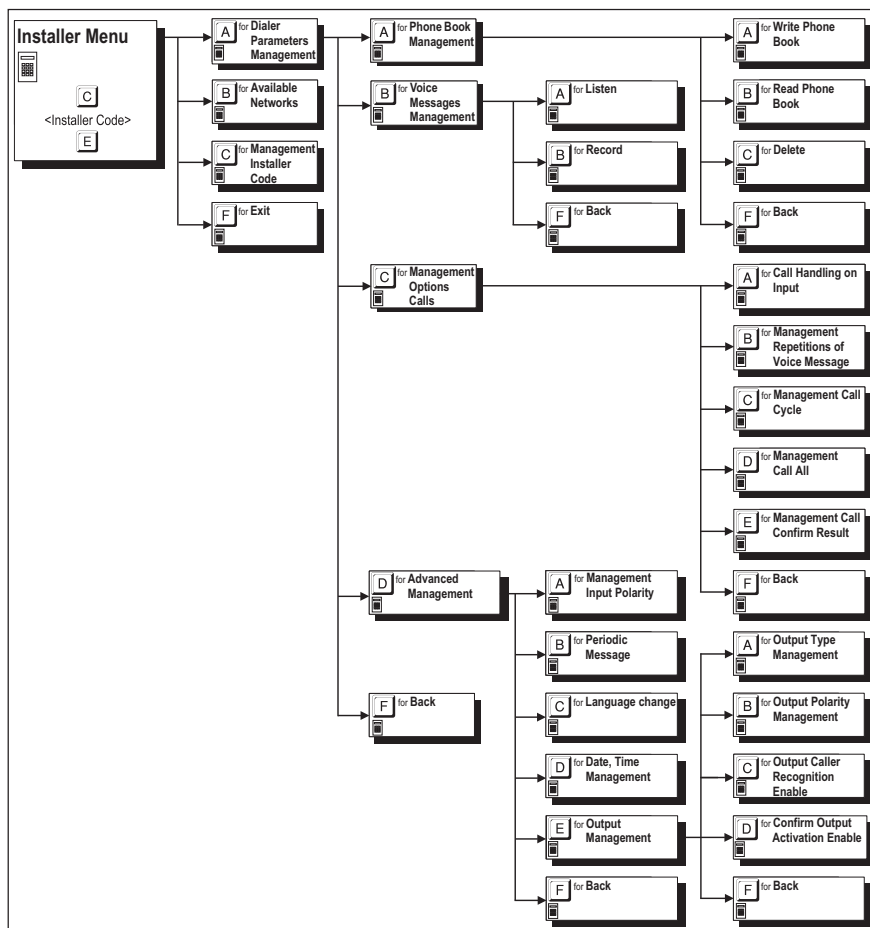 Installer Menu
C
<Installer Code>
E
A for Dialer
Parameters
Management
B for Available
Networks
C for Management
Installer
Code
F for Exit
A for Phone Book
Management
B for Voice
Messages
Management
C for Management
Options
Calls
D for Advanced
Management
F for Back
A for Listen
B for Record
F for Back
A for Management
Input Polarity
B for Periodic
Message
C for Language change
D for Date, Time
Management
E for Output
Management
F for Back
A for Write Phone
Book
B for Read Phone
Book
C for Delete
F for Back
A for Call Handling on
Input
B for Management
Repetitions of
Voice Message
C for Management Call
Cycle
D for Management
Call All
E for Management Call
Confirm Result
F for Back
A for Output Type
Management
B for Output Polarity
Management
C for Output Caller
Recognition
Enable
D for Confirm Output
Activation Enable
F for Back